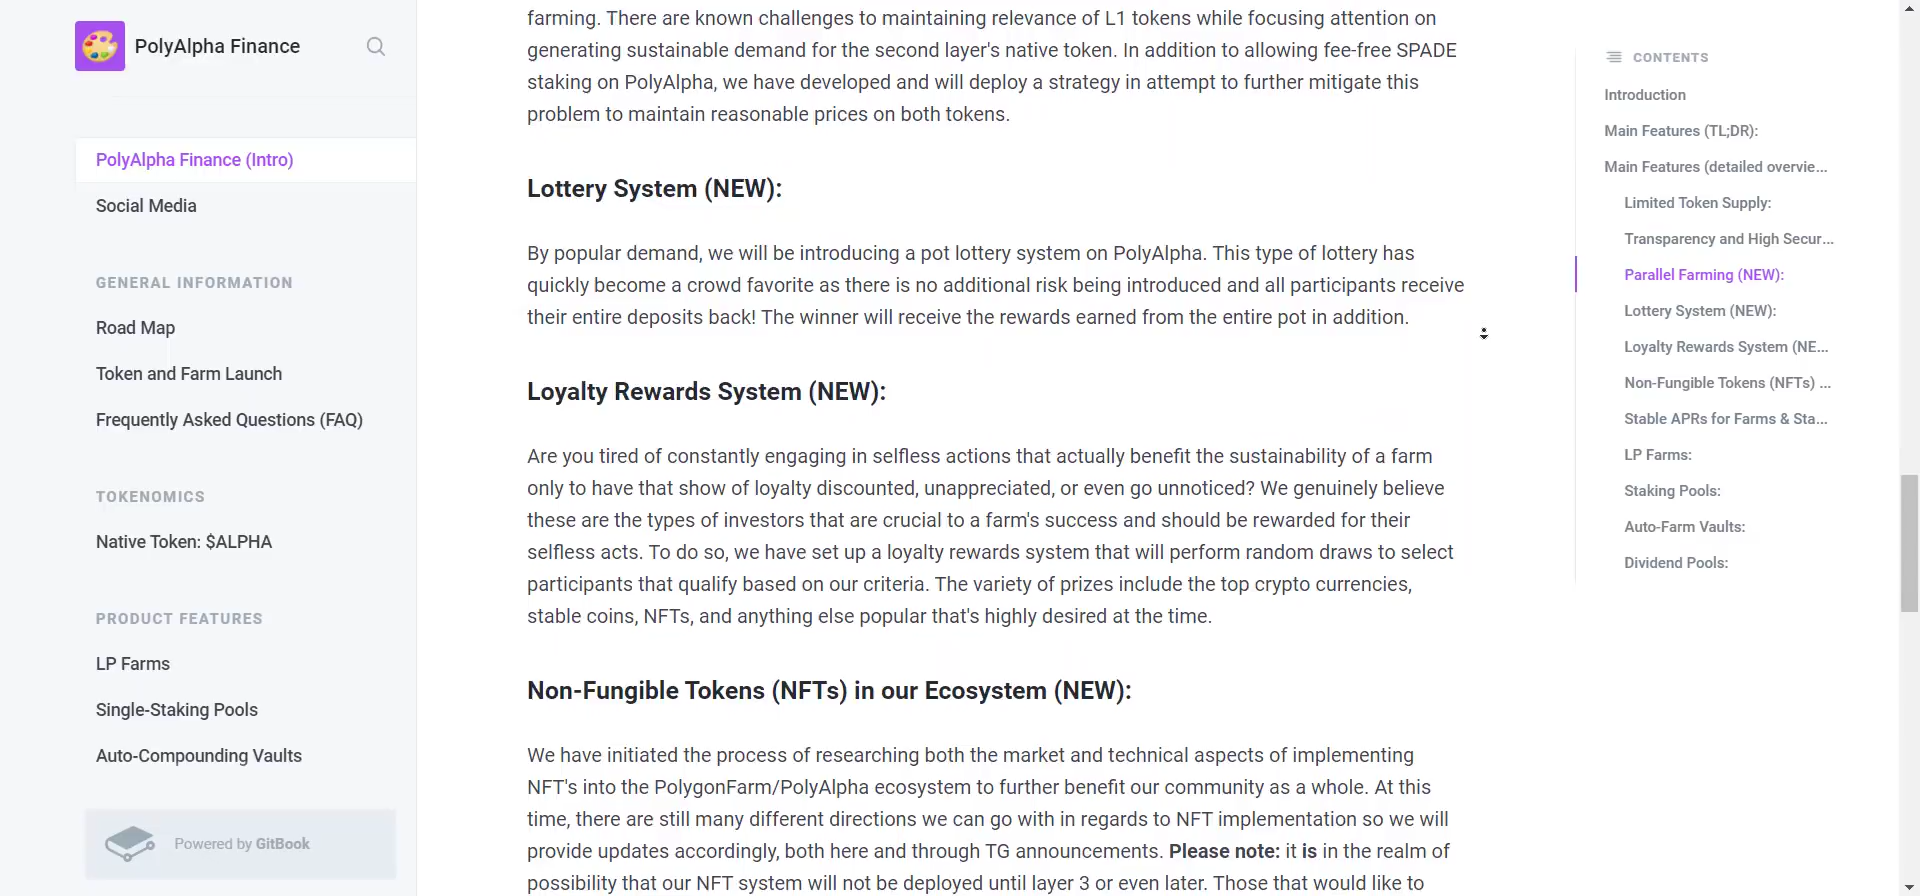 PolyAlpha Finance
PolyAlpha Finance (Intro)
Social Media
GENERAL INFORMATION
Road Map
Token and Farm Launch
Frequently Asked Questions (FAQ)
TOKENOMICS
Native Token: $ALPHA
PRODUCT FEATURES
LP Farms
Single-Staking Pools
Auto-Compounding Vaults
Powered by GitBook
farming. There are known challenges to maintaining relevance of L1 tokens while focusing attention on
generating sustainable demand for the second layer's native token. In addition to allowing fee-free SPADE
staking on PolyAlpha, we have developed and will deploy a strategy in attempt to further mitigate this
problem to maintain reasonable prices on both tokens.
Lottery System (NEW):
By popular demand, we will be introducing a pot lottery system on PolyAlpha. This type of lottery has
quickly become a crowd favorite as there is no additional risk being introduced and all participants receive
their entire deposits back! The winner will receive the rewards earned from the entire pot in addition.
Loyalty Rewards System (NEW):
Are you tired of constantly engaging in selfless actions that actually benefit the sustainability of a farm
only to have that show of loyalty discounted, unappreciated, or even go unnoticed? We genuinely believe
these are the types of investors that are crucial to a farm's success and should be rewarded for their
selfless acts. To do so, we have set up a loyalty rewards system that will perform random draws to select
participants that qualify based on our criteria. The variety of prizes include the top crypto currencies,
stable coins, NFTs, and anything else popular that's highly desired at the time.
Non-Fungible Tokens (NFTs) in our Ecosystem (NEW):
We have initiated the process of researching both the market and technical aspects of implementing
NFT's into the PolygonFarm/PolyAlpha ecosystem to further benefit our community as a whole. At this
time, there are still many different directions we can go with in regards to NFT implementation so we will
provide updates accordingly, both here and through TG announcements. Please note: it is in the realm of
possibility that our NFT system will not be deployed until layer 3 or even later. Those that would like to
CONTENTS
Introduction
Main Features (TL;DR):
Main Features (detailed overvie...
Limited Token Supply:
Transparency and High Secur...
Parallel Farming (NEW):
Lottery System (NEW):
Loyalty Rewards System (NE...
Non-Fungible Tokens (NFTs) ...
Stable APRs for Farms & Sta...
LP Farms:
Staking Pools:
Auto-Farm Vaults:
Dividend Pools: